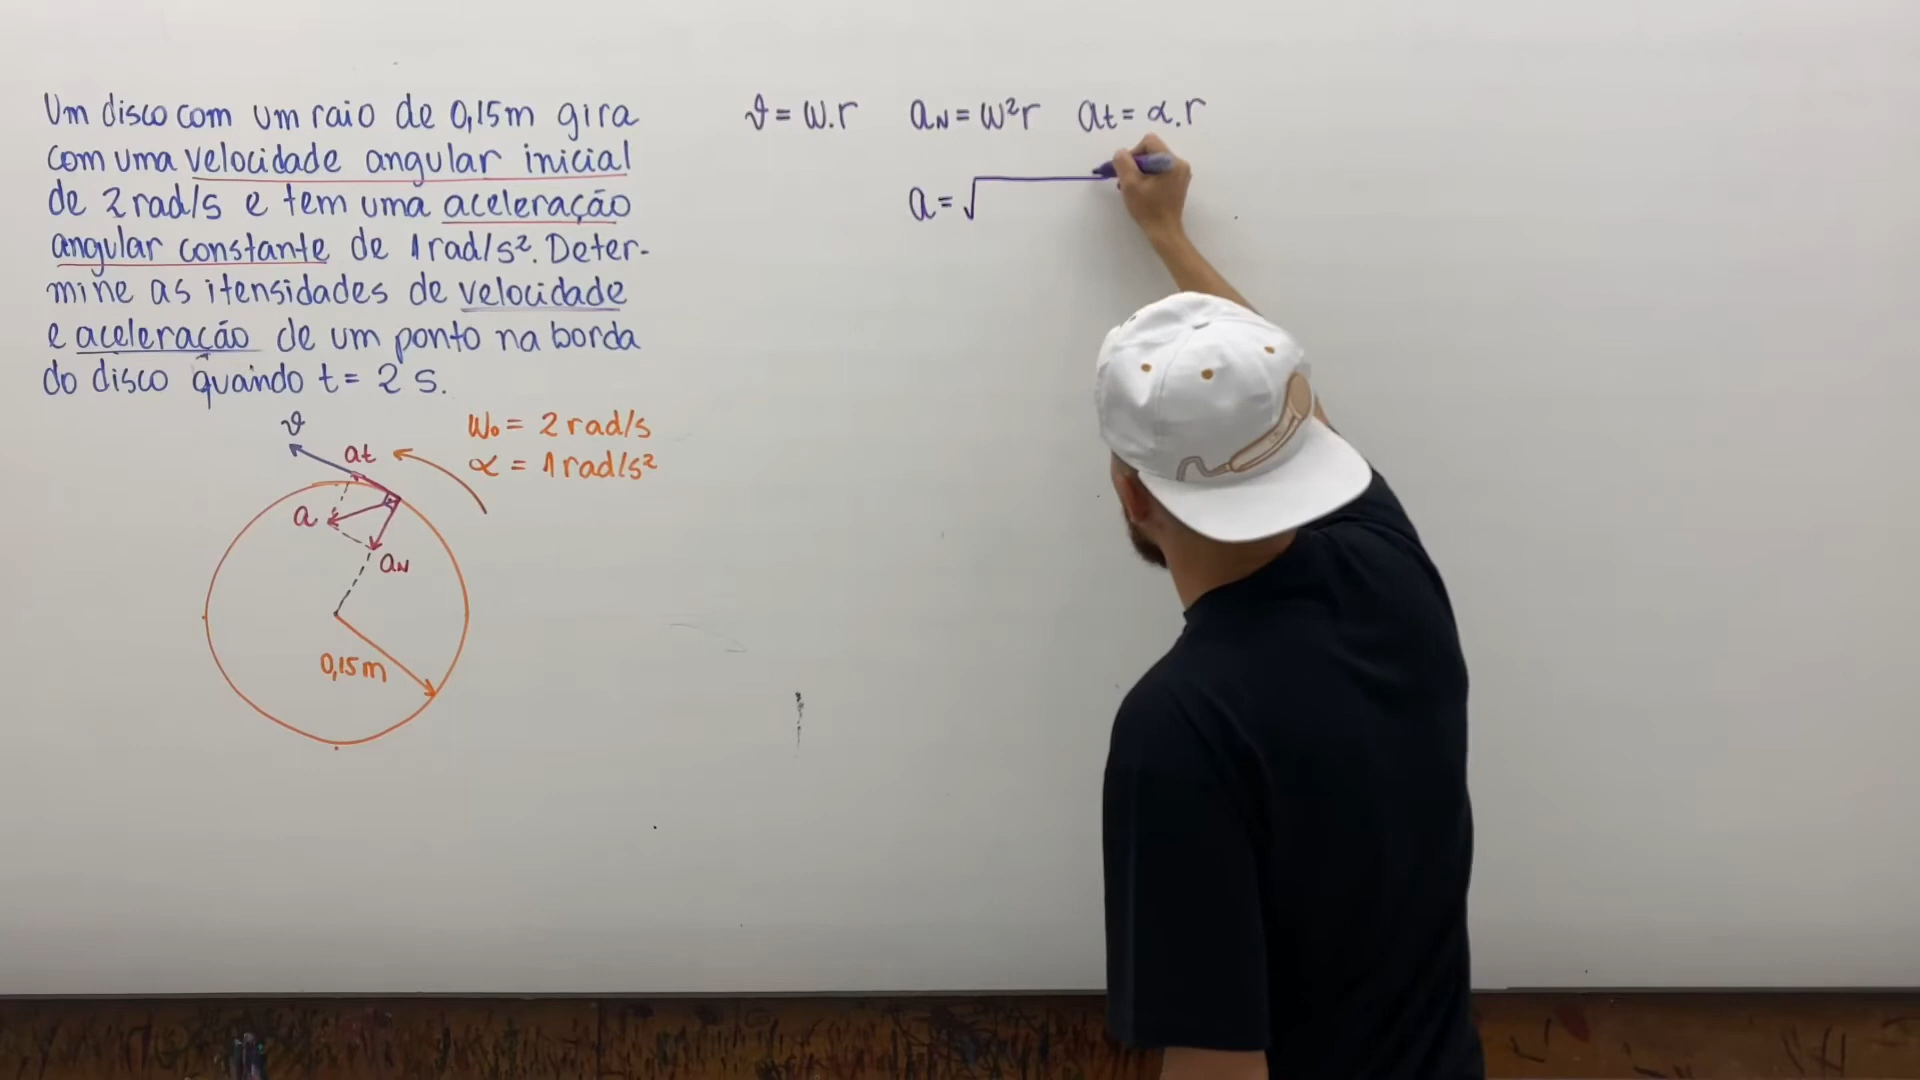 Um disco com um raio de 0,15m gira
com uma velocidade angular inicial
de 2 rad/s e tem uma aceleração
angular constante de 1 rad/s². Deter-
mine as itensidades de velocidade
e aceleração de um ponto na borda
do disco quando t = 2 s.
ω₀ = 2 rad/s
α = 1 rad/s²
ϑ
at
a
aN
0,15m
ϑ = ω.r aN = ω²r at = α.r
a = √